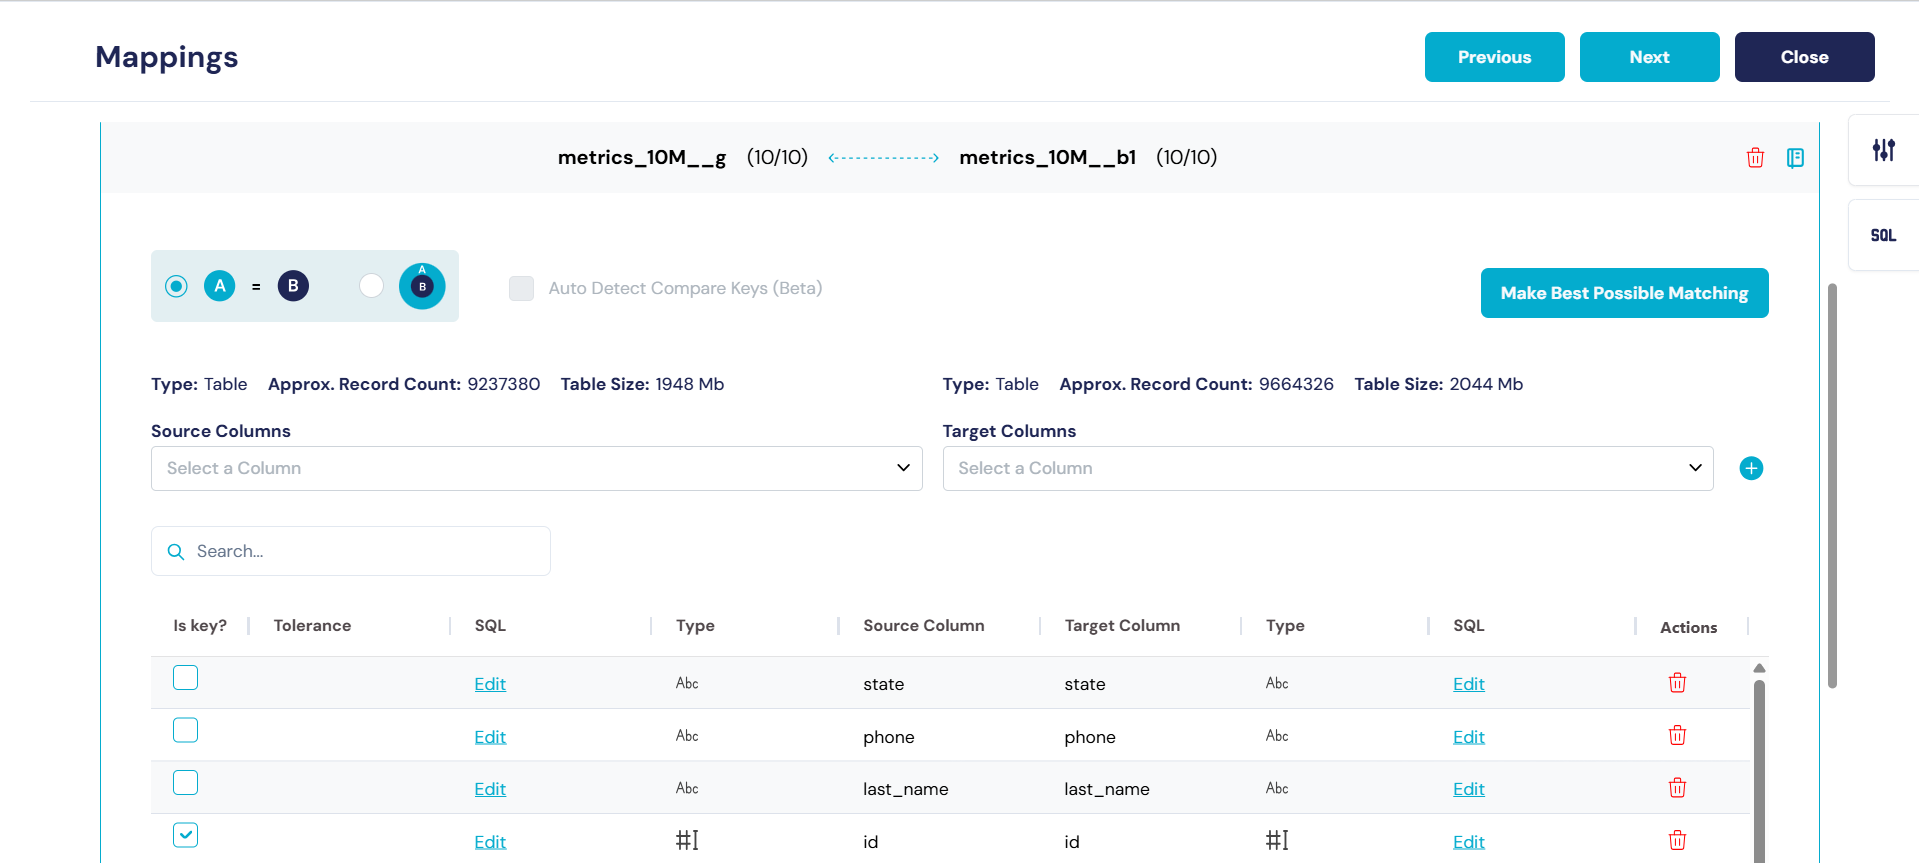 Mappings
Previous Next Close
metrics_10M__g (10/10) metrics_10M__b1 (10/10)
SQL
A = B A B
Auto Detect Compare Keys (Beta)
Make Best Possible Matching
Type: Table Approx. Record Count: 9237380 Table Size: 1948 Mb
Type: Table Approx. Record Count: 9664326 Table Size: 2044 Mb
Source Columns
Target Columns
Select a Column
Select a Column
Search...
Is key? Tolerance SQL Type Source Column Target Column Type SQL Actions
Edit Abc state state Abc Edit
Edit Abc phone phone Abc Edit
Edit Abc last_name last_name Abc Edit
Edit # id id # Edit